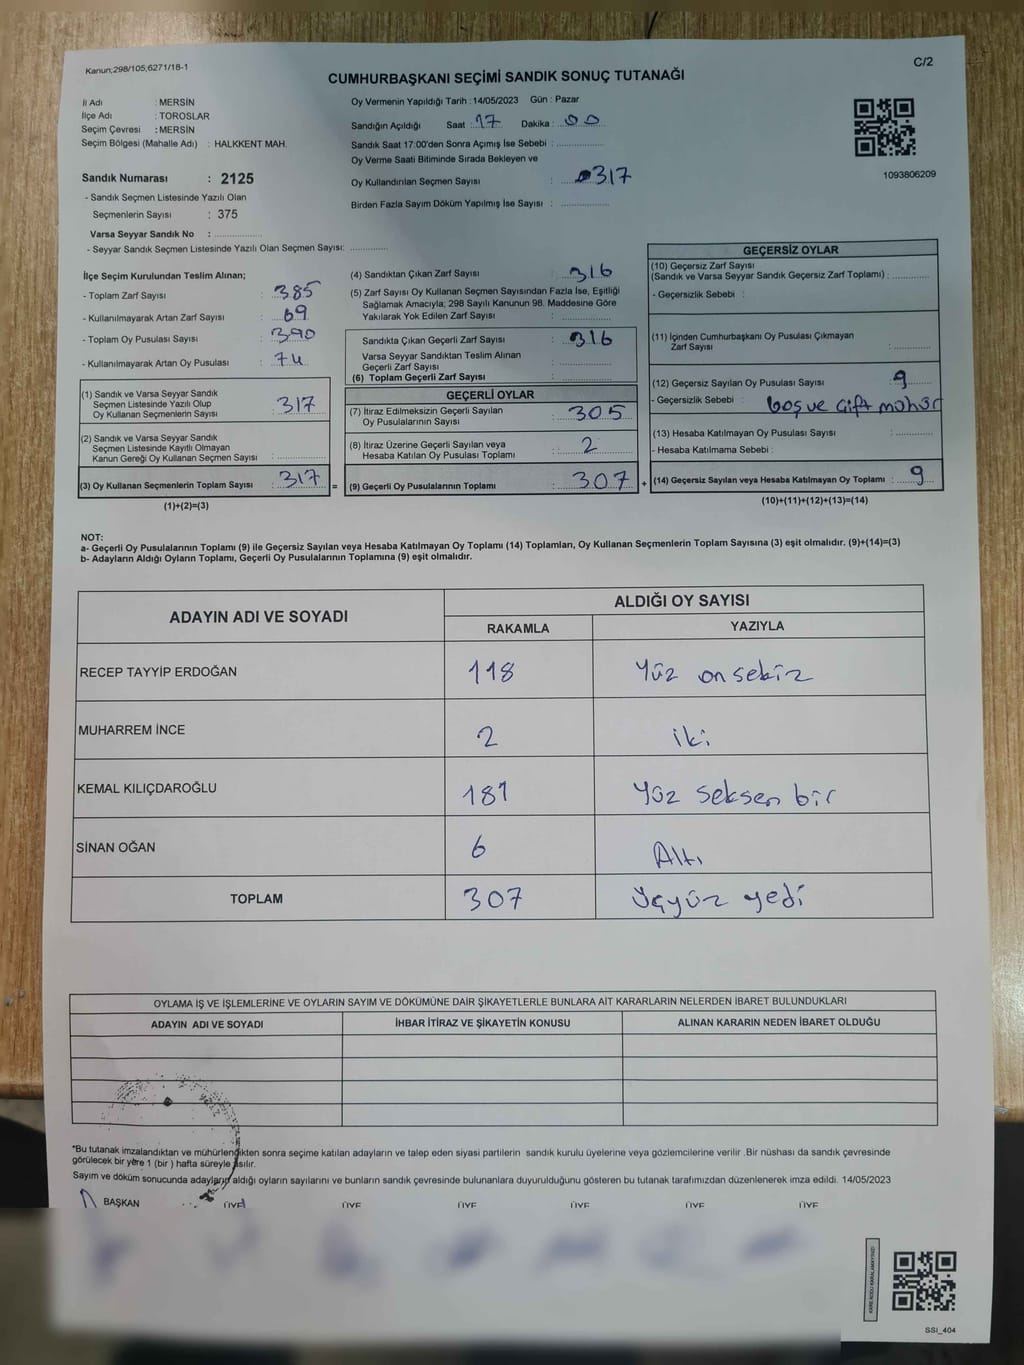 Kanun;298/105,6271/18-1
C/2
CUMHURBAŞKANI SEÇİMİ SANDIK SONUÇ TUTANAĞI
İl Adı : MERSİN
İlçe Adı : TOROSLAR
Seçim Çevresi : MERSİN
Seçim Bölgesi (Mahalle Adı) : HALKKENT MAH.
Sandık Numarası : 2125
- Sandık Seçmen Listesinde Yazılı Olan
Seçmenlerin Sayısı : 375
Varsa Seyyar Sandık No : ..............
- Seyyar Sandık Seçmen Listesinde Yazılı Olan Seçmen Sayısı: ............
Oy Vermenin Yapıldığı Tarih : 14/05/2023 Gün : Pazar
Sandığın Açıldığı Saat : 17 Dakika : 00
Sandık Saat 17:00'den Sonra Açımış İse Sebebi : ..............
Oy Verme Saati Bitiminde Sırada Bekleyen ve
Oy Kullandırılan Seçmen Sayısı : 317
Birden Fazla Sayım Döküm Yapılmış İse Sayısı : ..............
1093806209
İlçe Seçim Kurulundan Teslim Alınan;
- Toplam Zarf Sayısı : 385
- Kullanılmayarak Artan Zarf Sayısı : 69
- Toplam Oy Pusulası Sayısı : 390
- Kullanılmayarak Artan Oy Pusulası : 74
(1) Sandık ve Varsa Seyyar Sandık
Seçmen Listesinde Yazılı Olup
Oy Kullanan Seçmenlerin Sayısı : 317
(2) Sandık ve Varsa Seyyar Sandık
Seçmen Listesinde Kayıtlı Olmayan
Kanun Gereği Oy Kullanan Seçmen Sayısı : ..............
(3) Oy Kullanan Seçmenlerin Toplam Sayısı : 317 =
(1)+(2)=(3)
(4) Sandıktan Çıkan Zarf Sayısı : 316
(5) Zarf Sayısı Oy Kullanan Seçmen Sayısından Fazla İse, Eşitliği
Sağlamak Amacıyla; 298 Sayılı Kanunun 98. Maddesine Göre
Yakılarak Yok Edilen Zarf Sayısı : ..............
Sandıkta Çıkan Geçerli Zarf Sayısı : 316
Varsa Seyyar Sandıktan Teslim Alınan
Geçerli Zarf Sayısı : ..............
(6) Toplam Geçerli Zarf Sayısı : ..............
GEÇERLİ OYLAR
(7) İtiraz Edilmeksizin Geçerli Sayılan
Oy Pusulasının Sayısı : 305
(8) İtiraz Üzerine Geçerli Sayılan veya
Hesaba Katılan Oy Pusulası Toplamı : 2
(9) Geçerli Oy Pusulalarının Toplamı : 307 +
GEÇERSİZ OYLAR
(10) Geçersiz Zarf Sayısı
(Sandık ve Varsa Seyyar Sandık Geçersiz Zarf Toplamı) : ............
- Geçersizlik Sebebi :
(11) İçinden Cumhurbaşkanı Oy Pusulası Çıkmayan
Zarf Sayısı : ............
(12) Geçersiz Sayılan Oy Pusulası Sayısı : 9
- Geçersizlik Sebebi : boş ve çift mühür
(13) Hesaba Katılmayan Oy Pusulası Sayısı : ............
- Hesaba Katılmama Sebebi :
(14) Geçersiz Sayılan veya Hesaba Katılmayan Oy Toplamı : 9
(10)+(11)+(12)+(13)=(14)
NOT:
a- Geçerli Oy Pusulalarının Toplamı (9) ile Geçersiz Sayılan veya Hesaba Katılmayan Oy Toplamı (14) Toplamları, Oy Kullanan Seçmenlerin Toplam Sayısına (3) eşit olmalıdır. (9)+(14)=(3)
b- Adayların Aldığı Oyların Toplamı, Geçerli Oy Pusulalarının Toplamına (9) eşit olmalıdır.
ADAYIN ADI VE SOYADI ALDIĞI OY SAYISI
RAKAMLA YAZIYLA
RECEP TAYYİP ERDOĞAN 118 Yüz onsekiz
MUHARREM İNCE 2 iki
KEMAL KILIÇDAROĞLU 181 Yüz Seksen bir
SİNAN OĞAN 6 Altı
TOPLAM 307 Üçyüz yedi
OYLAMA İŞ VE İŞLEMLERİNE VE OYLARIN SAYIM VE DÖKÜMÜNE DAİR ŞİKAYETLERLE BUNLARA AİT KARARLARIN NELERDEN İBARET BULUNDUKLARI
ADAYIN ADI VE SOYADI İHBAR İTİRAZ VE ŞİKAYETİN KONUSU ALINAN KARARIN NEDEN İBARET OLDUĞU
"Bu tutanak imzalandıktan ve mühürlendikten sonra seçime katılan adayların ve talep eden siyasi partilerin sandık kurulu üyelerine veya gözlemcilerine verilir .Bir nüshası da sandık çevresinde
görülecek bir yere 1 (bir ) hafta süreyle asılır.
Sayım ve döküm sonucunda adayların aldığı oyların sayılarını ve bunların sandık çevresinde bulunanlara duyurulduğunu gösteren bu tutanak tarafımızdan düzenlenerek imza edildi. 14/05/2023
BAŞKAN ÜYE ÜYE ÜYE ÜYE ÜYE ÜYE
SSI_404